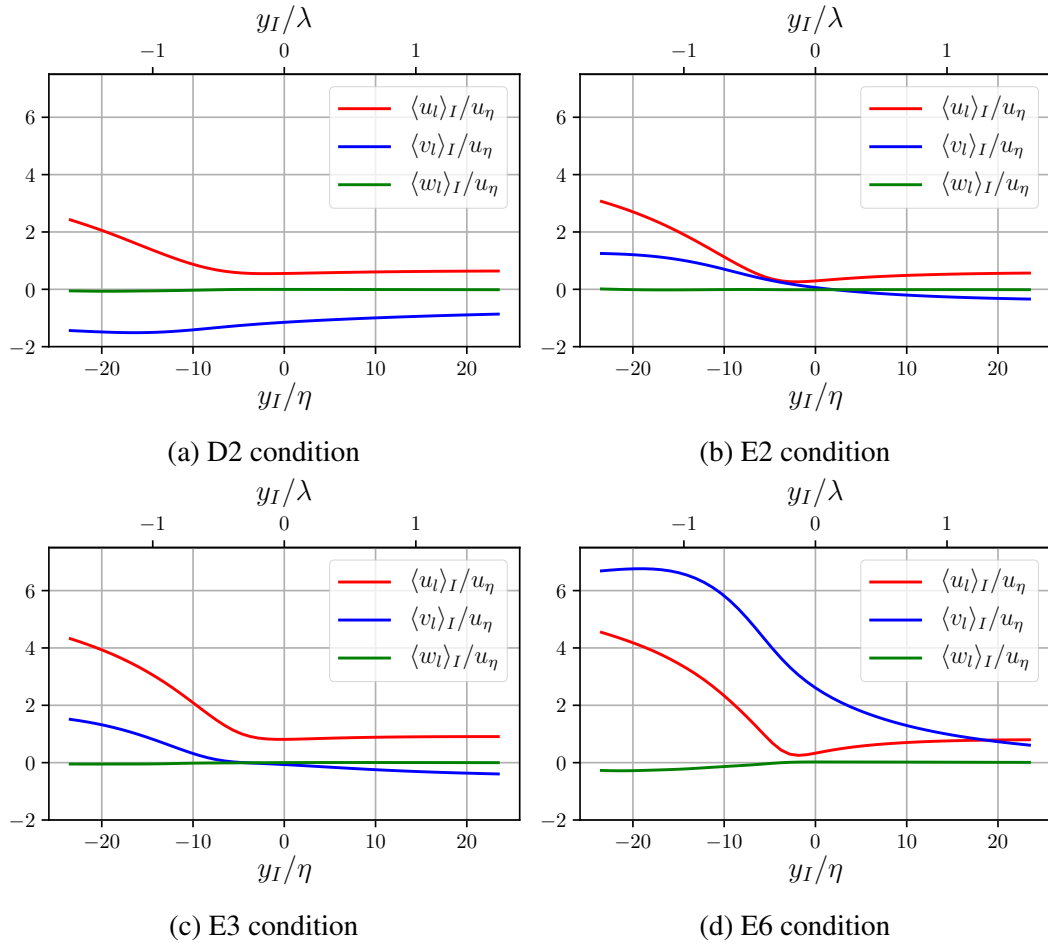 y_I/λ y_I/λ
−1 0 1 −1 0 1
6 ⟨u_l⟩_I/u_η 6 ⟨u_l⟩_I/u_η
⟨v_l⟩_I/u_η ⟨v_l⟩_I/u_η
4 ⟨w_l⟩_I/u_η 4 ⟨w_l⟩_I/u_η
2 2
0 0
−2 −2
−20 −10 0 10 20 −20 −10 0 10 20
y_I/η y_I/η
(a) D2 condition (b) E2 condition
y_I/λ y_I/λ
−1 0 1 −1 0 1
6 ⟨u_l⟩_I/u_η 6 ⟨u_l⟩_I/u_η
⟨v_l⟩_I/u_η ⟨v_l⟩_I/u_η
4 ⟨w_l⟩_I/u_η 4 ⟨w_l⟩_I/u_η
2 2
0 0
−2 −2
−20 −10 0 10 20 −20 −10 0 10 20
y_I/η y_I/η
(c) E3 condition (d) E6 condition